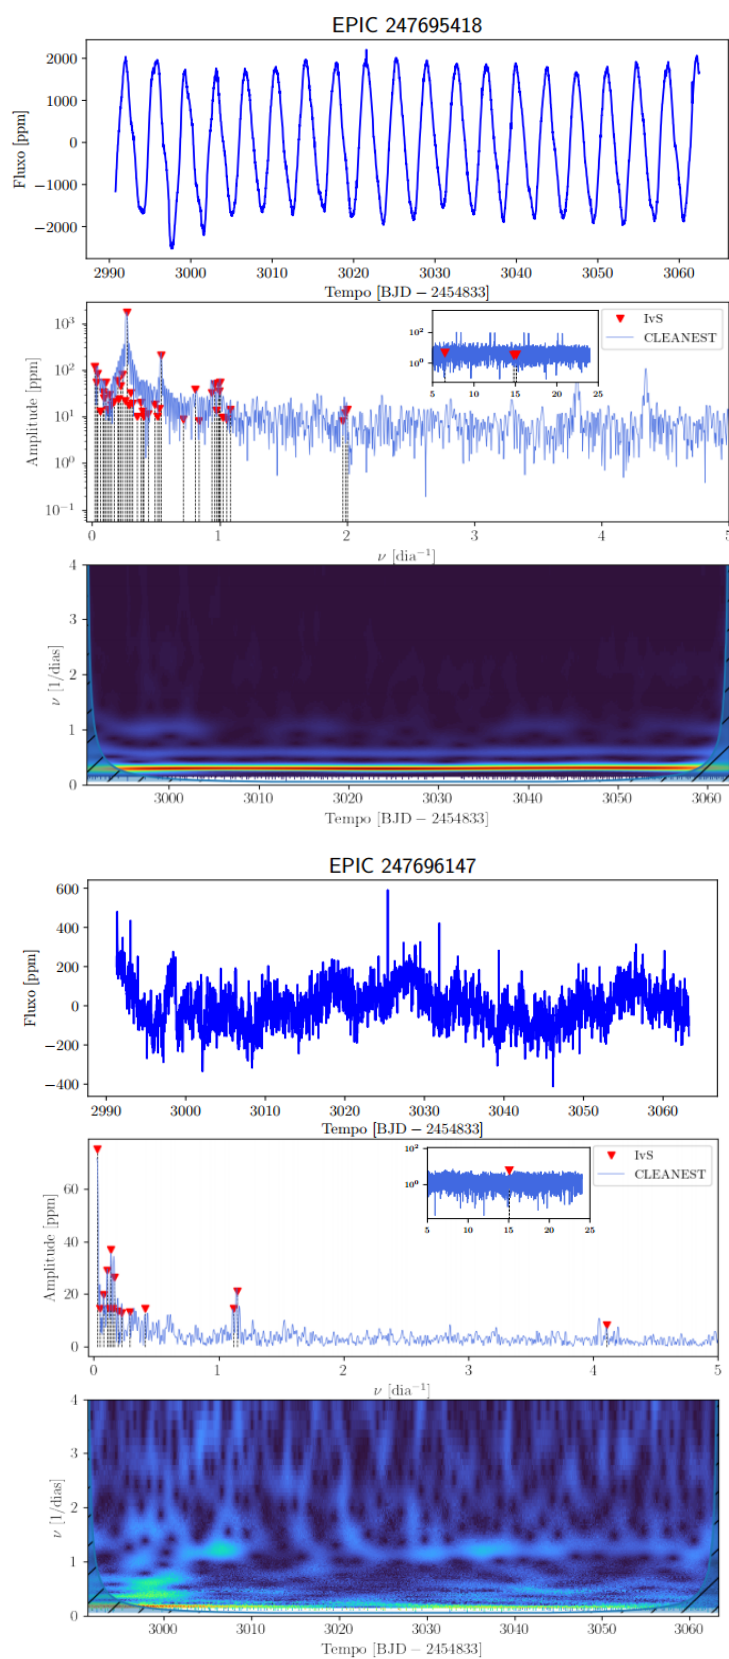 EPIC 247695418
2000
1000
0
−1000
−2000
Fluxo [ppm]
2990 3000 3010 3020 3030 3040 3050 3060
Tempo [BJD − 2454833]
10³
10²
10¹
10⁰
10⁻¹
Amplitude [ppm]
10²
10⁰
5 10 15 20 25
IvS
CLEANEST
0 1 2 3 4 5
ν [dia⁻¹]
4
3
2
1
0
ν [1/dias]
3000 3010 3020 3030 3040 3050 3060
Tempo [BJD − 2454833]
EPIC 247696147
600
400
200
0
−200
−400
Fluxo [ppm]
2990 3000 3010 3020 3030 3040 3050 3060
Tempo [BJD − 2454833]
60
40
20
0
Amplitude [ppm]
10²
10⁰
5 10 15 20 25
IvS
CLEANEST
0 1 2 3 4 5
ν [dia⁻¹]
4
3
2
1
0
ν [1/dias]
3000 3010 3020 3030 3040 3050 3060
Tempo [BJD − 2454833]